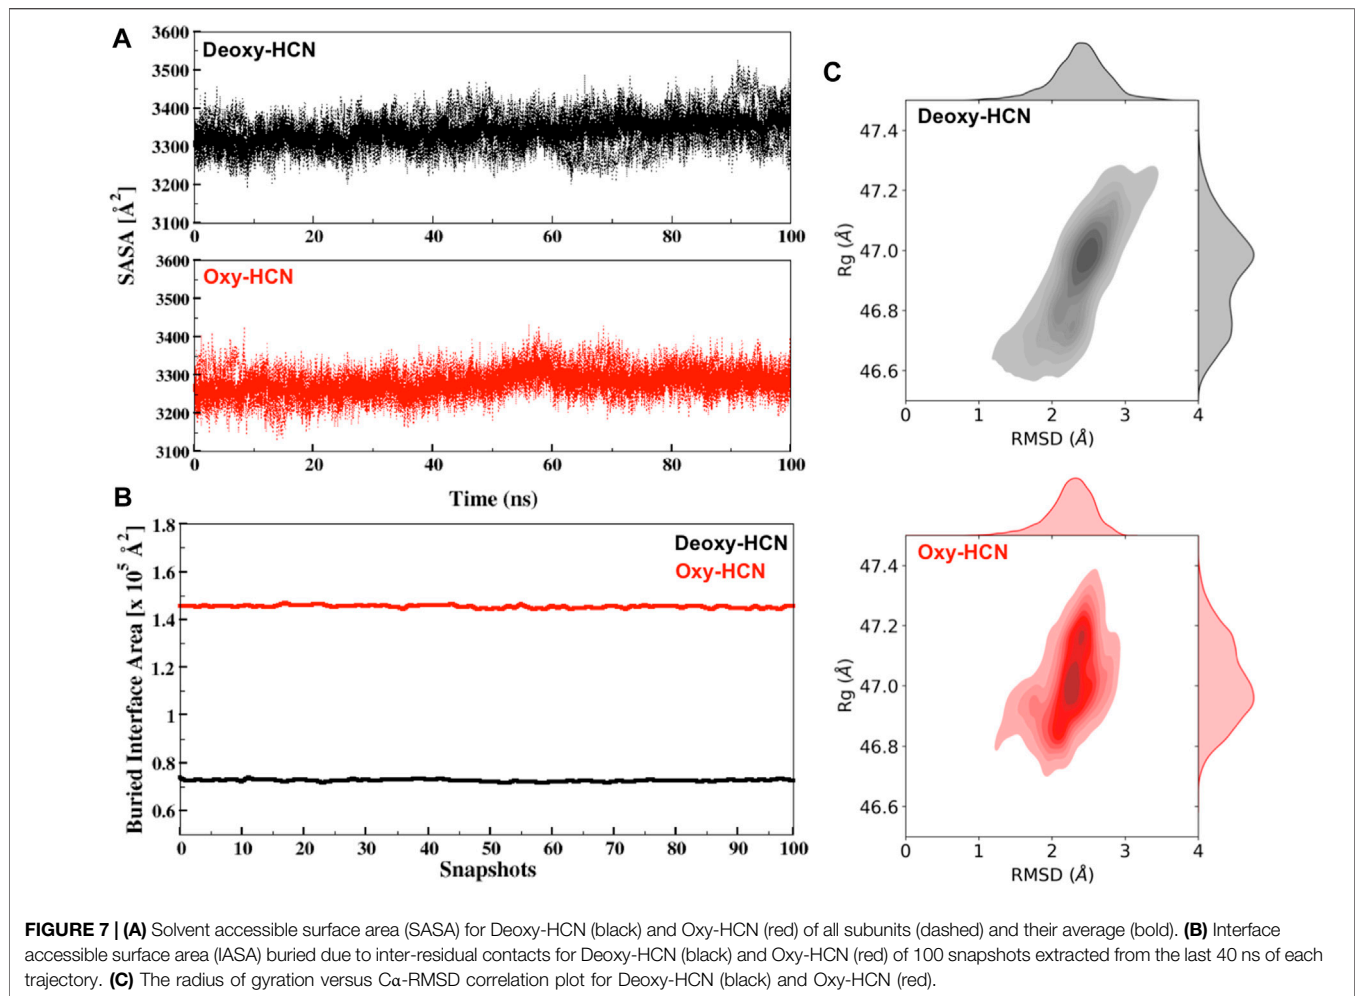 A
3600
3500
3400
3300
3200
3100
Deoxy-HCN
0 20 40 60 80 100
SASA [Å²]
3600
3500
3400
3300
3200
3100
Oxy-HCN
0 20 40 60 80 100
Time (ns)
B
1.8
1.6
1.4
1.2
1
0.8
0.6
Buried Interface Area [x 10⁵ Å²]
Deoxy-HCN
Oxy-HCN
0 10 20 30 40 50 60 70 80 90 100
Snapshots
C
Deoxy-HCN
47.4
47.2
47.0
46.8
46.6
Rg (Å)
0 1 2 3 4
RMSD (Å)
Oxy-HCN
47.4
47.2
47.0
46.8
46.6
Rg (Å)
0 1 2 3 4
RMSD (Å)
FIGURE 7 | (A) Solvent accessible surface area (SASA) for Deoxy-HCN (black) and Oxy-HCN (red) of all subunits (dashed) and their average (bold). (B) Interface
accessible surface area (IASA) buried due to inter-residual contacts for Deoxy-HCN (black) and Oxy-HCN (red) of 100 snapshots extracted from the last 40 ns of each
trajectory. (C) The radius of gyration versus Cα-RMSD correlation plot for Deoxy-HCN (black) and Oxy-HCN (red).